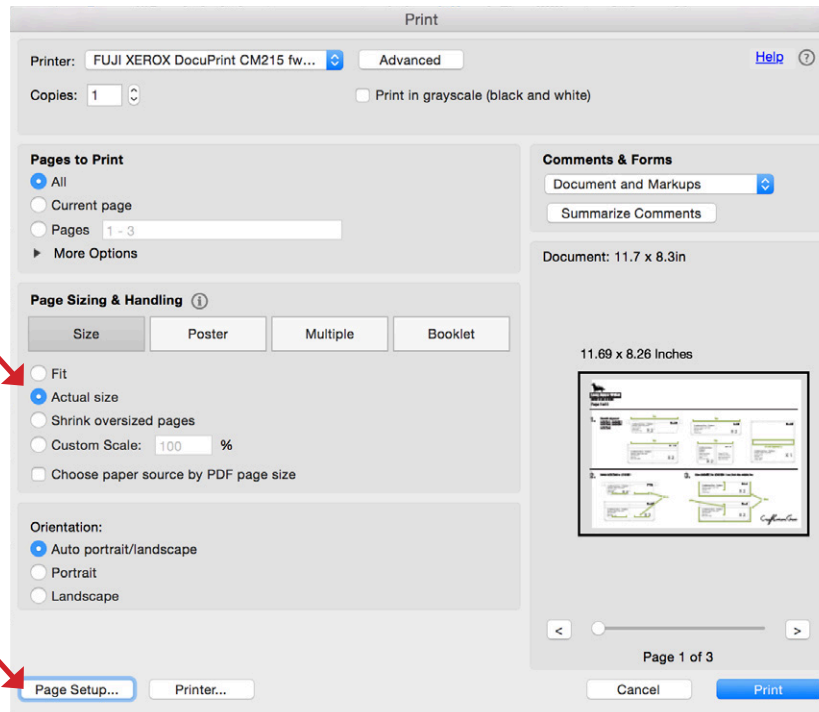 Print
Printer: FUJI XEROX DocuPrint CM215 fw... Advanced Help ?
Copies: 1 Print in grayscale (black and white)
Pages to Print
All
Current page
Pages 1 - 3
More Options
Comments & Forms
Document and Markups
Summarize Comments
Document: 11.7 x 8.3in
Page Sizing & Handling i
Size Poster Multiple Booklet
Fit
Actual size
Shrink oversized pages
Custom Scale: 100 %
Choose paper source by PDF page size
11.69 x 8.26 Inches
Orientation:
Auto portrait/landscape
Portrait
Landscape
< >
Page 1 of 3
Page Setup... Printer... Cancel Print